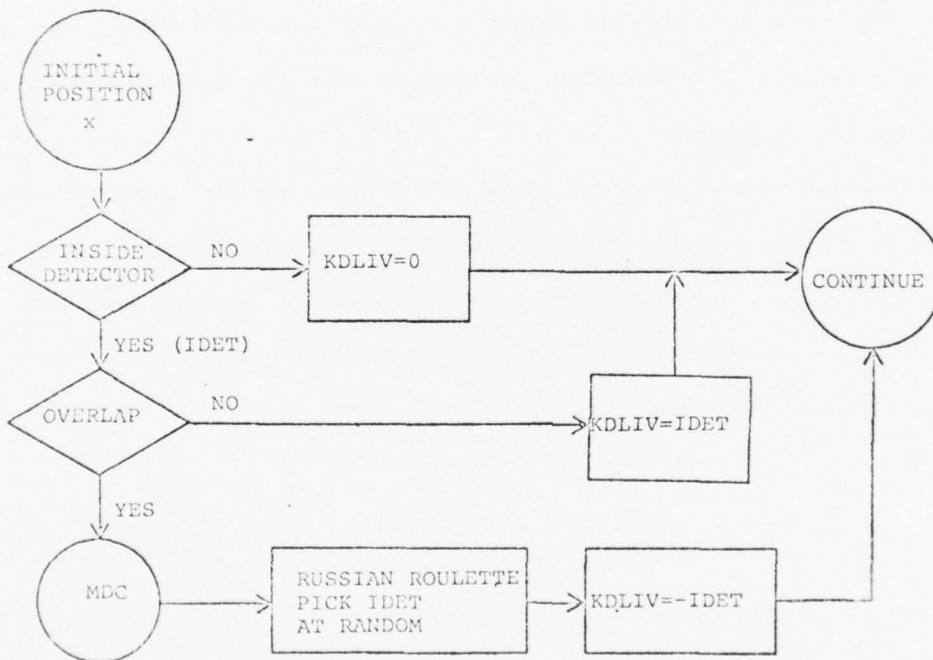 INITIAL
POSITION
x
INSIDE
DETECTOR
NO
KDLIV=0
CONTINUE
YES (IDET)
OVERLAP
NO
KDLIV=IDET
YES
MDC
RUSSIAN ROULETTE
PICK IDET
AT RANDOM
KDLIV=-IDET